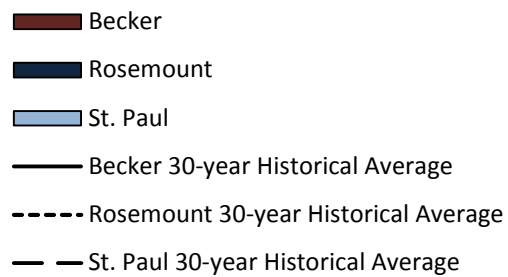 Becker
Rosemount
St. Paul
Becker 30-year Historical Average
Rosemount 30-year Historical Average
St. Paul 30-year Historical Average